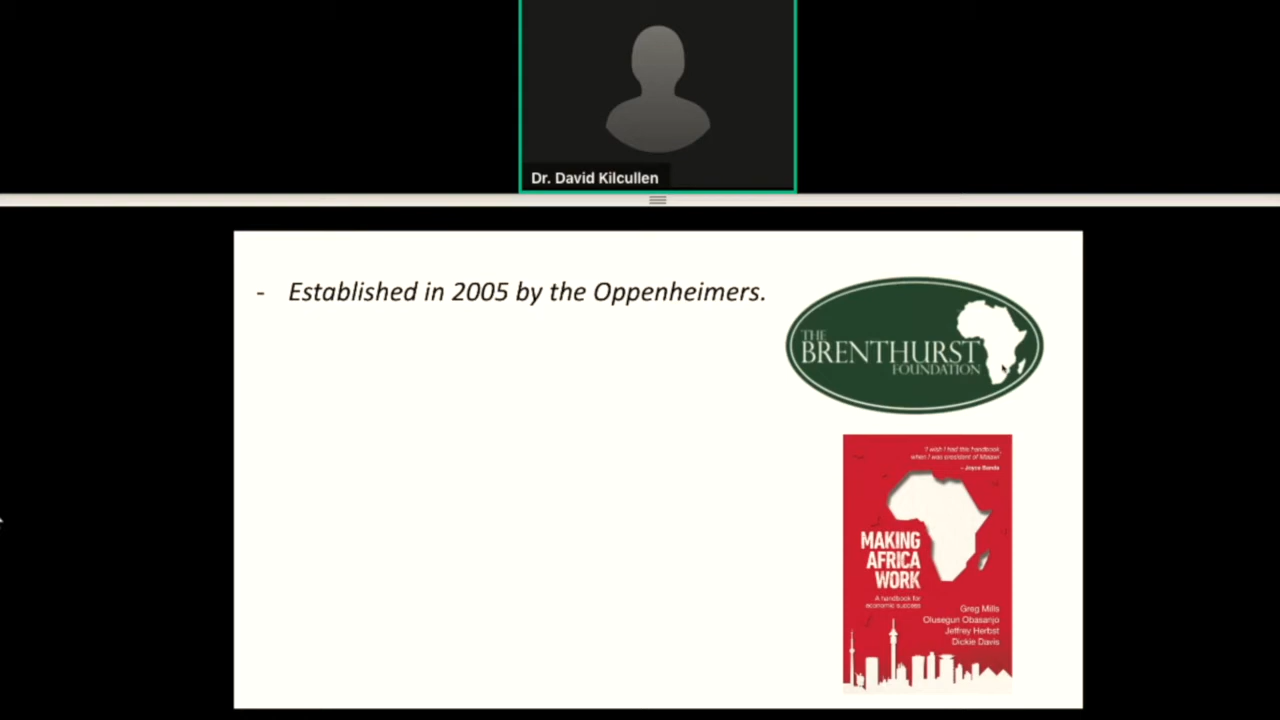 Dr. David Kilcullen
- Established in 2005 by the Oppenheimers.
THE
BRENTHURST
FOUNDATION
"I wish I had this handbook
when I was president of Malawi'
– Joyce Banda
MAKING
AFRICA
WORK
A handbook for
economic success
Greg Mills
Olusegun Obasanjo
Jeffrey Herbst
Dickie Davis